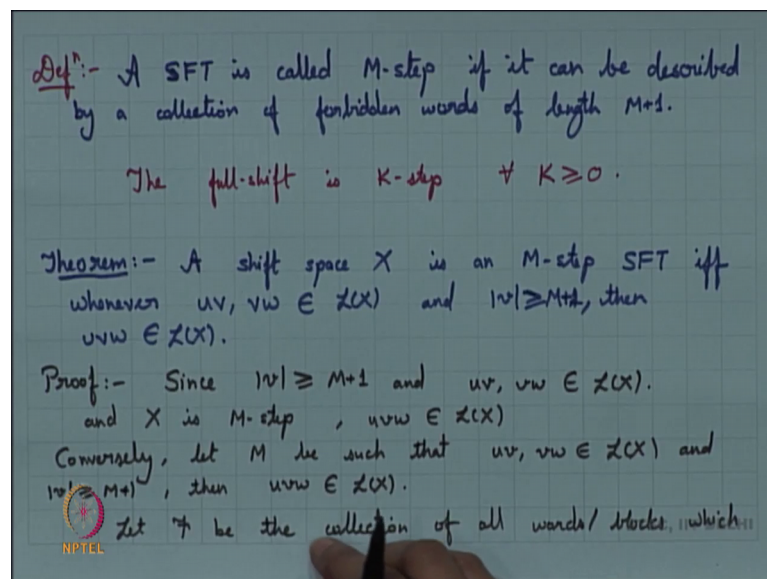 Defⁿ:- A SFT is called M-step if it can be described
by a collection of forbidden words of length M+1.
The full-shift is K-step ∀ K ≥ 0.
Theorem:- A shift space X is an M-step SFT iff
whenever uv, vw ∈ ℒ(X) and |v| ≥ M+1, then
uvw ∈ ℒ(X).
Proof:- Since |v| ≥ M+1 and uv, vw ∈ ℒ(X).
and X is M-step, uvw ∈ ℒ(X)
Conversely, let M be such that uv, vw ∈ ℒ(X) and
|v| ≥ M+1, then uvw ∈ ℒ(X).
Let be the collection of all words/ blocks which
NPTEL